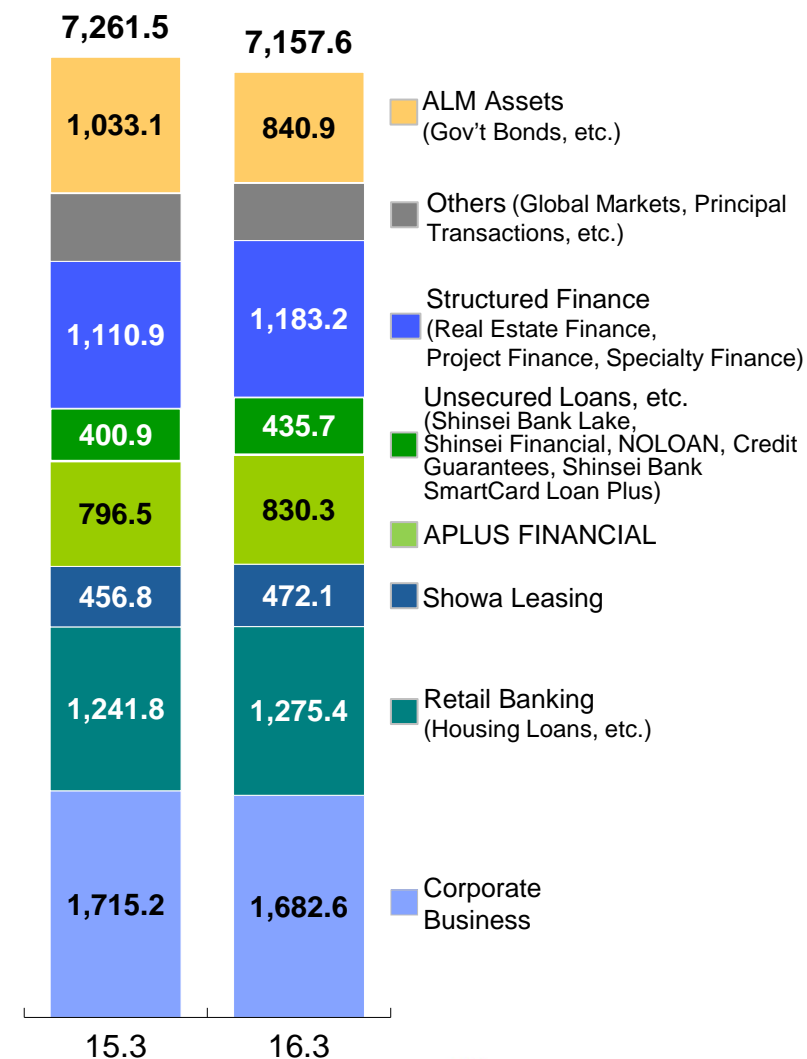 7,261.5
7,157.6
1,033.1
840.9
ALM Assets
(Gov't Bonds, etc.)
Others (Global Markets, Principal
Transactions, etc.)
1,110.9
1,183.2
Structured Finance
(Real Estate Finance,
Project Finance, Specialty Finance)
400.9
435.7
Unsecured Loans, etc.
(Shinsei Bank Lake,
Shinsei Financial, NOLOAN, Credit
Guarantees, Shinsei Bank
SmartCard Loan Plus)
796.5
830.3
APLUS FINANCIAL
456.8
472.1
Showa Leasing
1,241.8
1,275.4
Retail Banking
(Housing Loans, etc.)
1,715.2
1,682.6
Corporate
Business
15.3
16.3